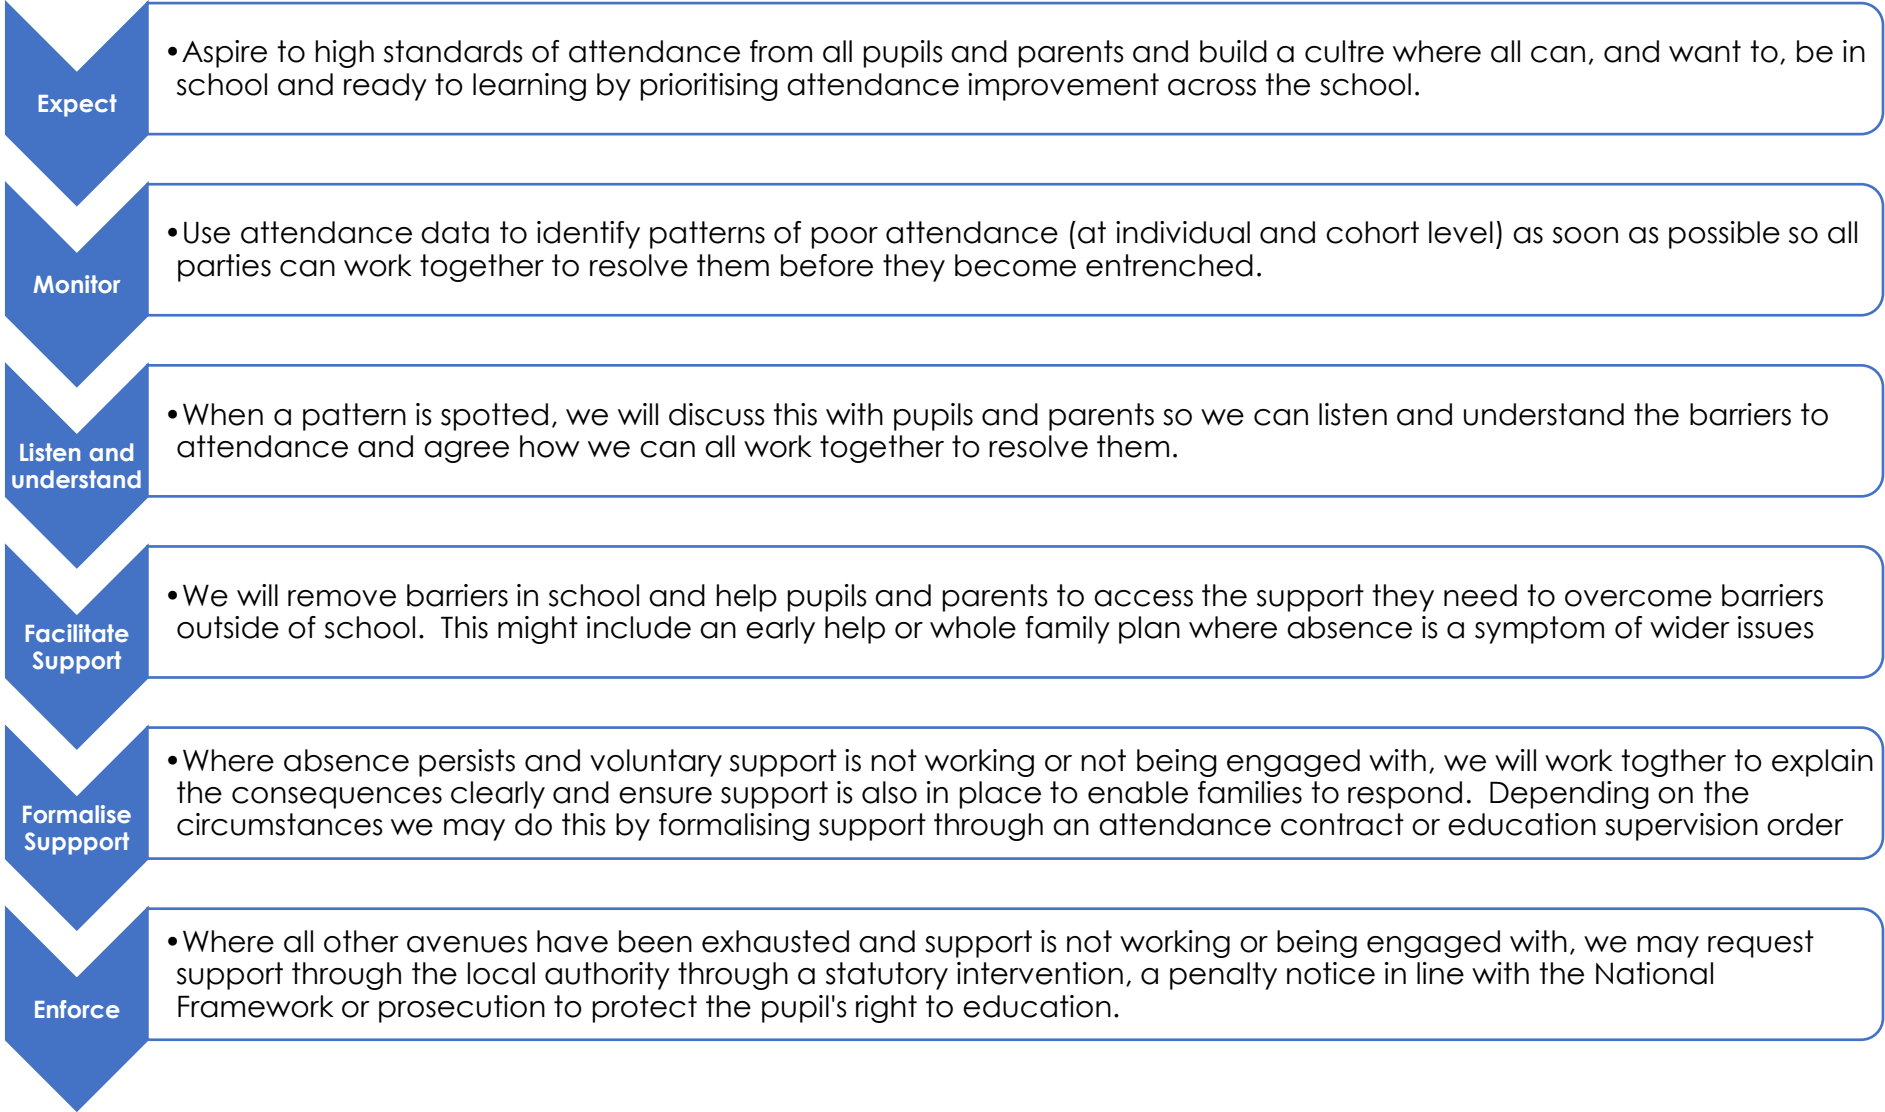 Expect
•Aspire to high standards of attendance from all pupils and parents and build a cultre where all can, and want to, be in
school and ready to learning by prioritising attendance improvement across the school.
Monitor
•Use attendance data to identify patterns of poor attendance (at individual and cohort level) as soon as possible so all
parties can work together to resolve them before they become entrenched.
Listen and
understand
•When a pattern is spotted, we will discuss this with pupils and parents so we can listen and understand the barriers to
attendance and agree how we can all work together to resolve them.
Facilitate
Support
•We will remove barriers in school and help pupils and parents to access the support they need to overcome barriers
outside of school.  This might include an early help or whole family plan where absence is a symptom of wider issues
Formalise
Suppport
•Where absence persists and voluntary support is not working or not being engaged with, we will work togther to explain
the consequences clearly and ensure support is also in place to enable families to respond.  Depending on the
circumstances we may do this by formalising support through an attendance contract or education supervision order
Enforce
•Where all other avenues have been exhausted and support is not working or being engaged with, we may request
support through the local authority through a statutory intervention, a penalty notice in line with the National
Framework or prosecution to protect the pupil's right to education.